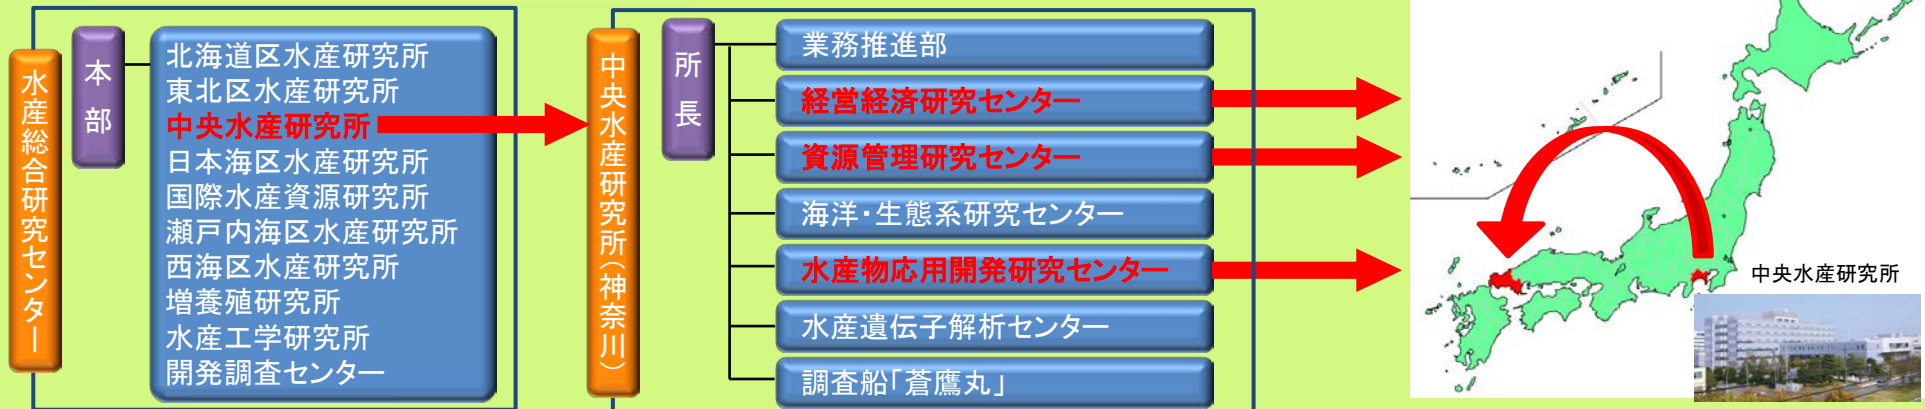 水産総合研究センター
本部
北海道区水産研究所
東北区水産研究所
中央水産研究所
日本海区水産研究所
国際水産資源研究所
瀬戸内海区水産研究所
西海区水産研究所
増養殖研究所
水産工学研究所
開発調査センター
中央水産研究所(神奈川)
所長
業務推進部
経営経済研究センター
資源管理研究センター
海洋・生態系研究センター
水産物応用開発研究センター
水産遺伝子解析センター
調査船「蒼鷹丸」
中央水産研究所